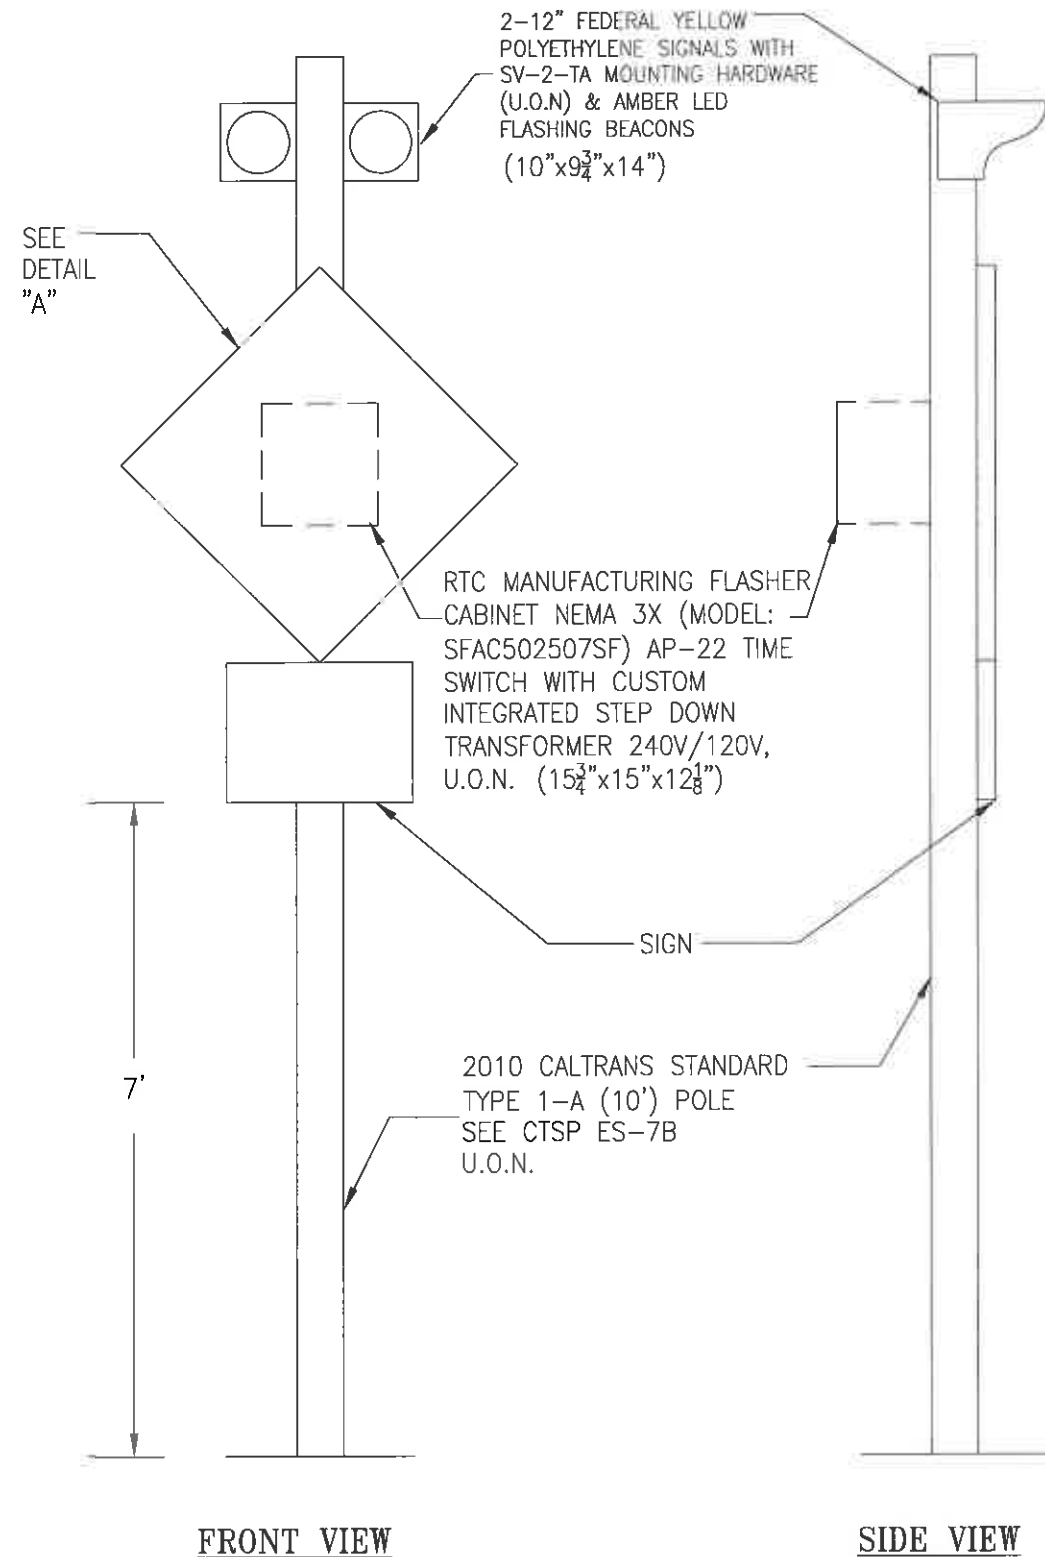 2-12" FEDERAL YELLOW
POLYETHYLENE SIGNALS WITH
SV-2-TA MOUNTING HARDWARE
(U.O.N) & AMBER LED
FLASHING BEACONS
(10"x9¾"x14")
SEE
DETAIL
"A"
RTC MANUFACTURING FLASHER
CABINET NEMA 3X (MODEL:
SFAC502507SF) AP-22 TIME
SWITCH WITH CUSTOM
INTEGRATED STEP DOWN
TRANSFORMER 240V/120V,
U.O.N. (15¾"x15"x12⅛")
SIGN
2010 CALTRANS STANDARD
TYPE 1-A (10') POLE
SEE CTSP ES-7B
U.O.N.
7'
FRONT VIEW
SIDE VIEW